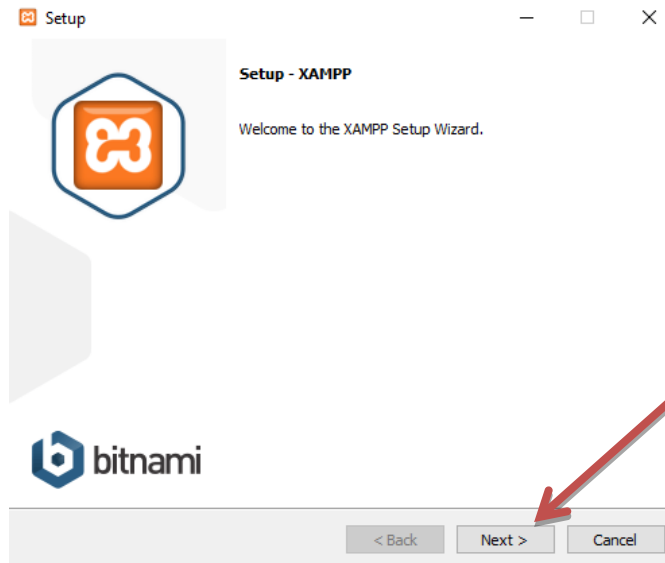 Setup
Setup - XAMPP
Welcome to the XAMPP Setup Wizard.
bitnami
< Back
Next >
Cancel